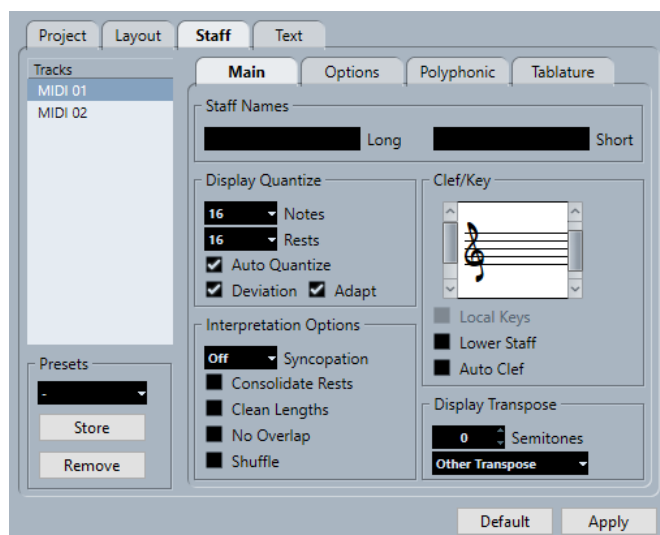 Project Layout Staff Text
Tracks
MIDI 01
MIDI 02
Presets
-
Store
Remove
Main Options Polyphonic Tablature
Staff Names
Long Short
Display Quantize
16 Notes
16 Rests
Auto Quantize
Deviation Adapt
Interpretation Options
Off Syncopation
Consolidate Rests
Clean Lengths
No Overlap
Shuffle
Clef/Key
Local Keys
Lower Staff
Auto Clef
Display Transpose
0 Semitones
Other Transpose
Default Apply